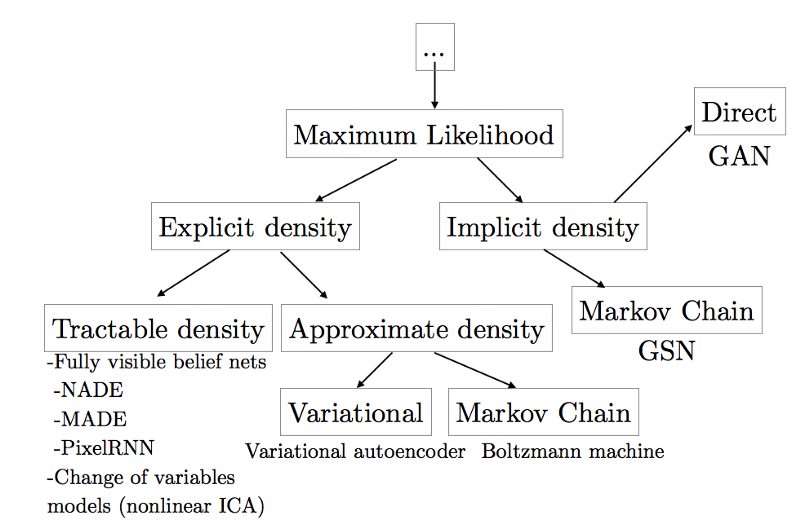 ...
Maximum Likelihood
Direct
GAN
Explicit density
Implicit density
Markov Chain
GSN
Tractable density
-Fully visible belief nets
-NADE
-MADE
-PixelRNN
-Change of variables
models (nonlinear ICA)
Approximate density
Variational
Variational autoencoder
Markov Chain
Boltzmann machine